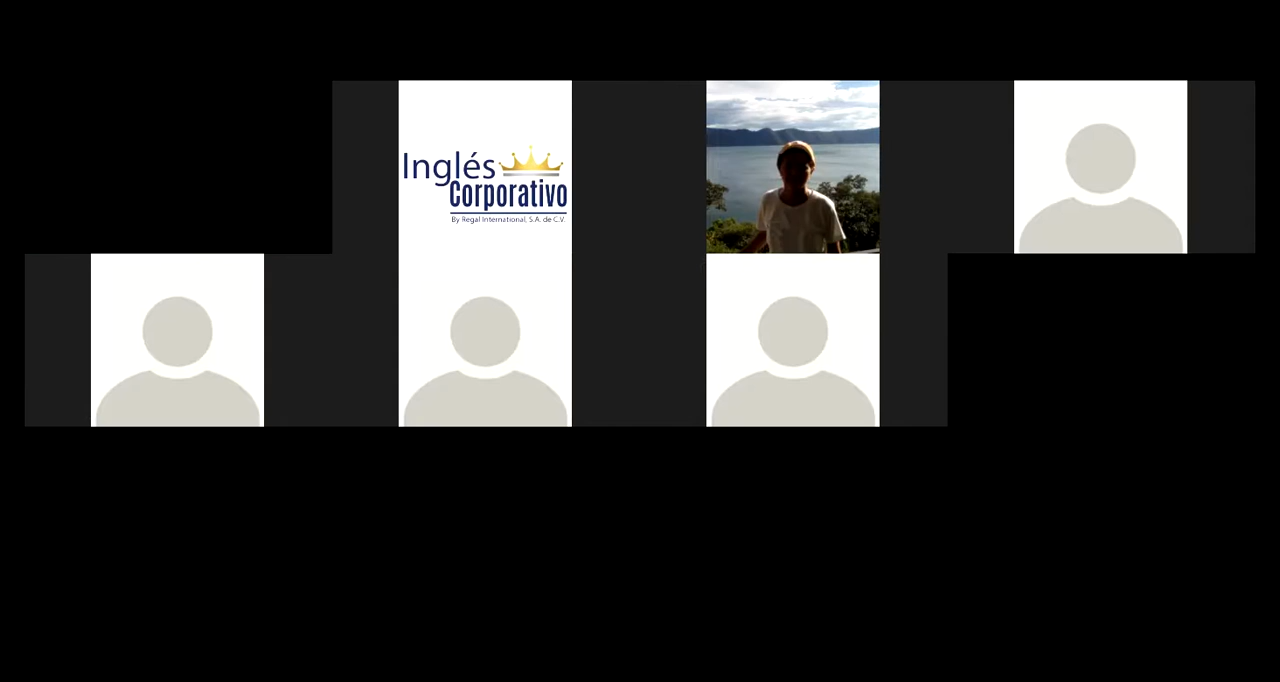 Inglés
Corporativo
By Regal International, S.A. de C.V.